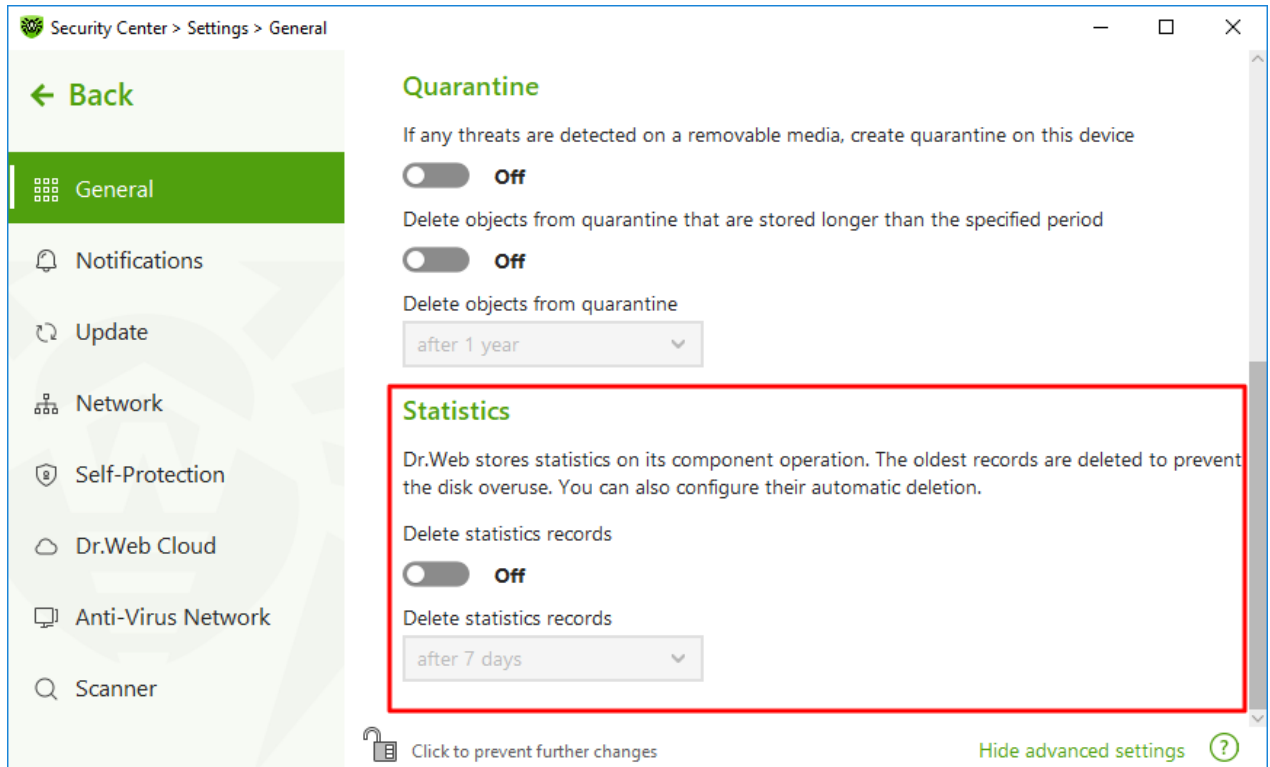 Security Center > Settings > General
Back
General
Notifications
Update
Network
Self-Protection
Dr.Web Cloud
Anti-Virus Network
Scanner
Quarantine
If any threats are detected on a removable media, create quarantine on this device
Off
Delete objects from quarantine that are stored longer than the specified period
Off
Delete objects from quarantine
after 1 year
Statistics
Dr.Web stores statistics on its component operation. The oldest records are deleted to prevent
the disk overuse. You can also configure their automatic deletion.
Delete statistics records
Off
Delete statistics records
after 7 days
Click to prevent further changes
Hide advanced settings ?